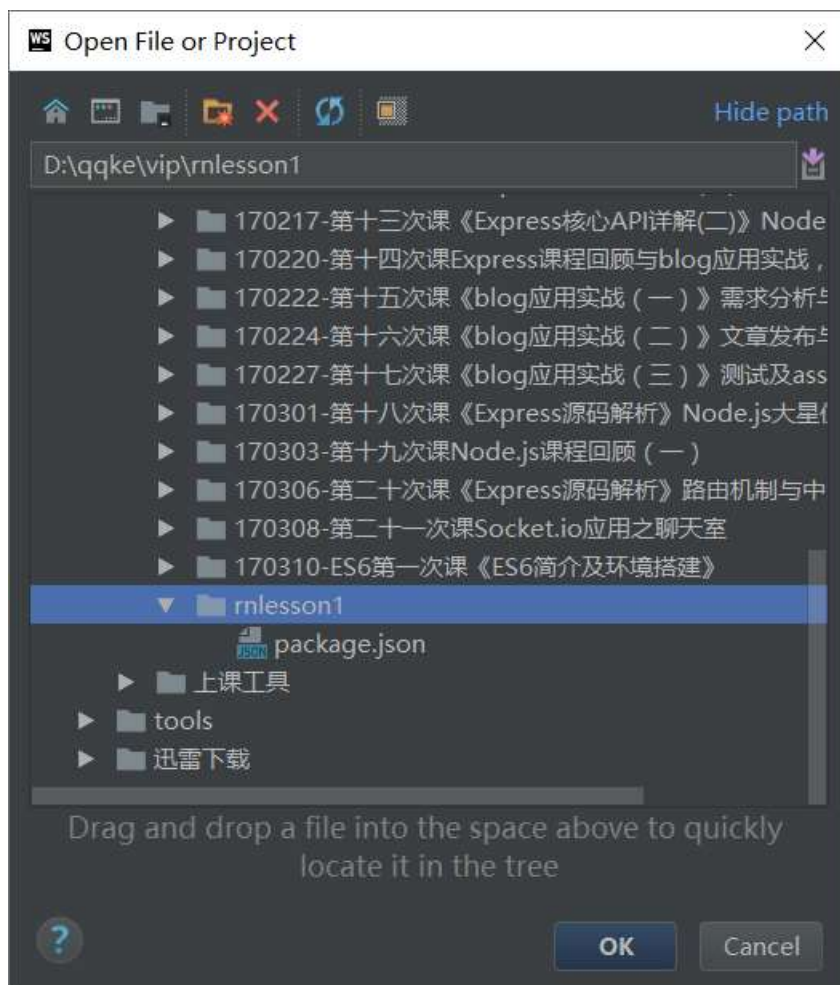 WS Open File or Project
Hide path
D:\qqke\vip\rnlesson1
170217-第十三次课《Express核心API详解(二)》Node
170220-第十四次课Express课程回顾与blog应用实战，
170222-第十五次课《blog应用实战（一）》需求分析与
170224-第十六次课《blog应用实战（二）》文章发布与
170227-第十七次课《blog应用实战（三）》测试及ass
170301-第十八次课《Express源码解析》Node.js大星
170303-第十九次课Node.js课程回顾（一）
170306-第二十次课《Express源码解析》路由机制与中
170308-第二十一次课Socket.io应用之聊天室
170310-ES6第一次课《ES6简介及环境搭建》
rnlesson1
JSON package.json
上课工具
tools
迅雷下载
Drag and drop a file into the space above to quickly
locate it in the tree
? OK Cancel